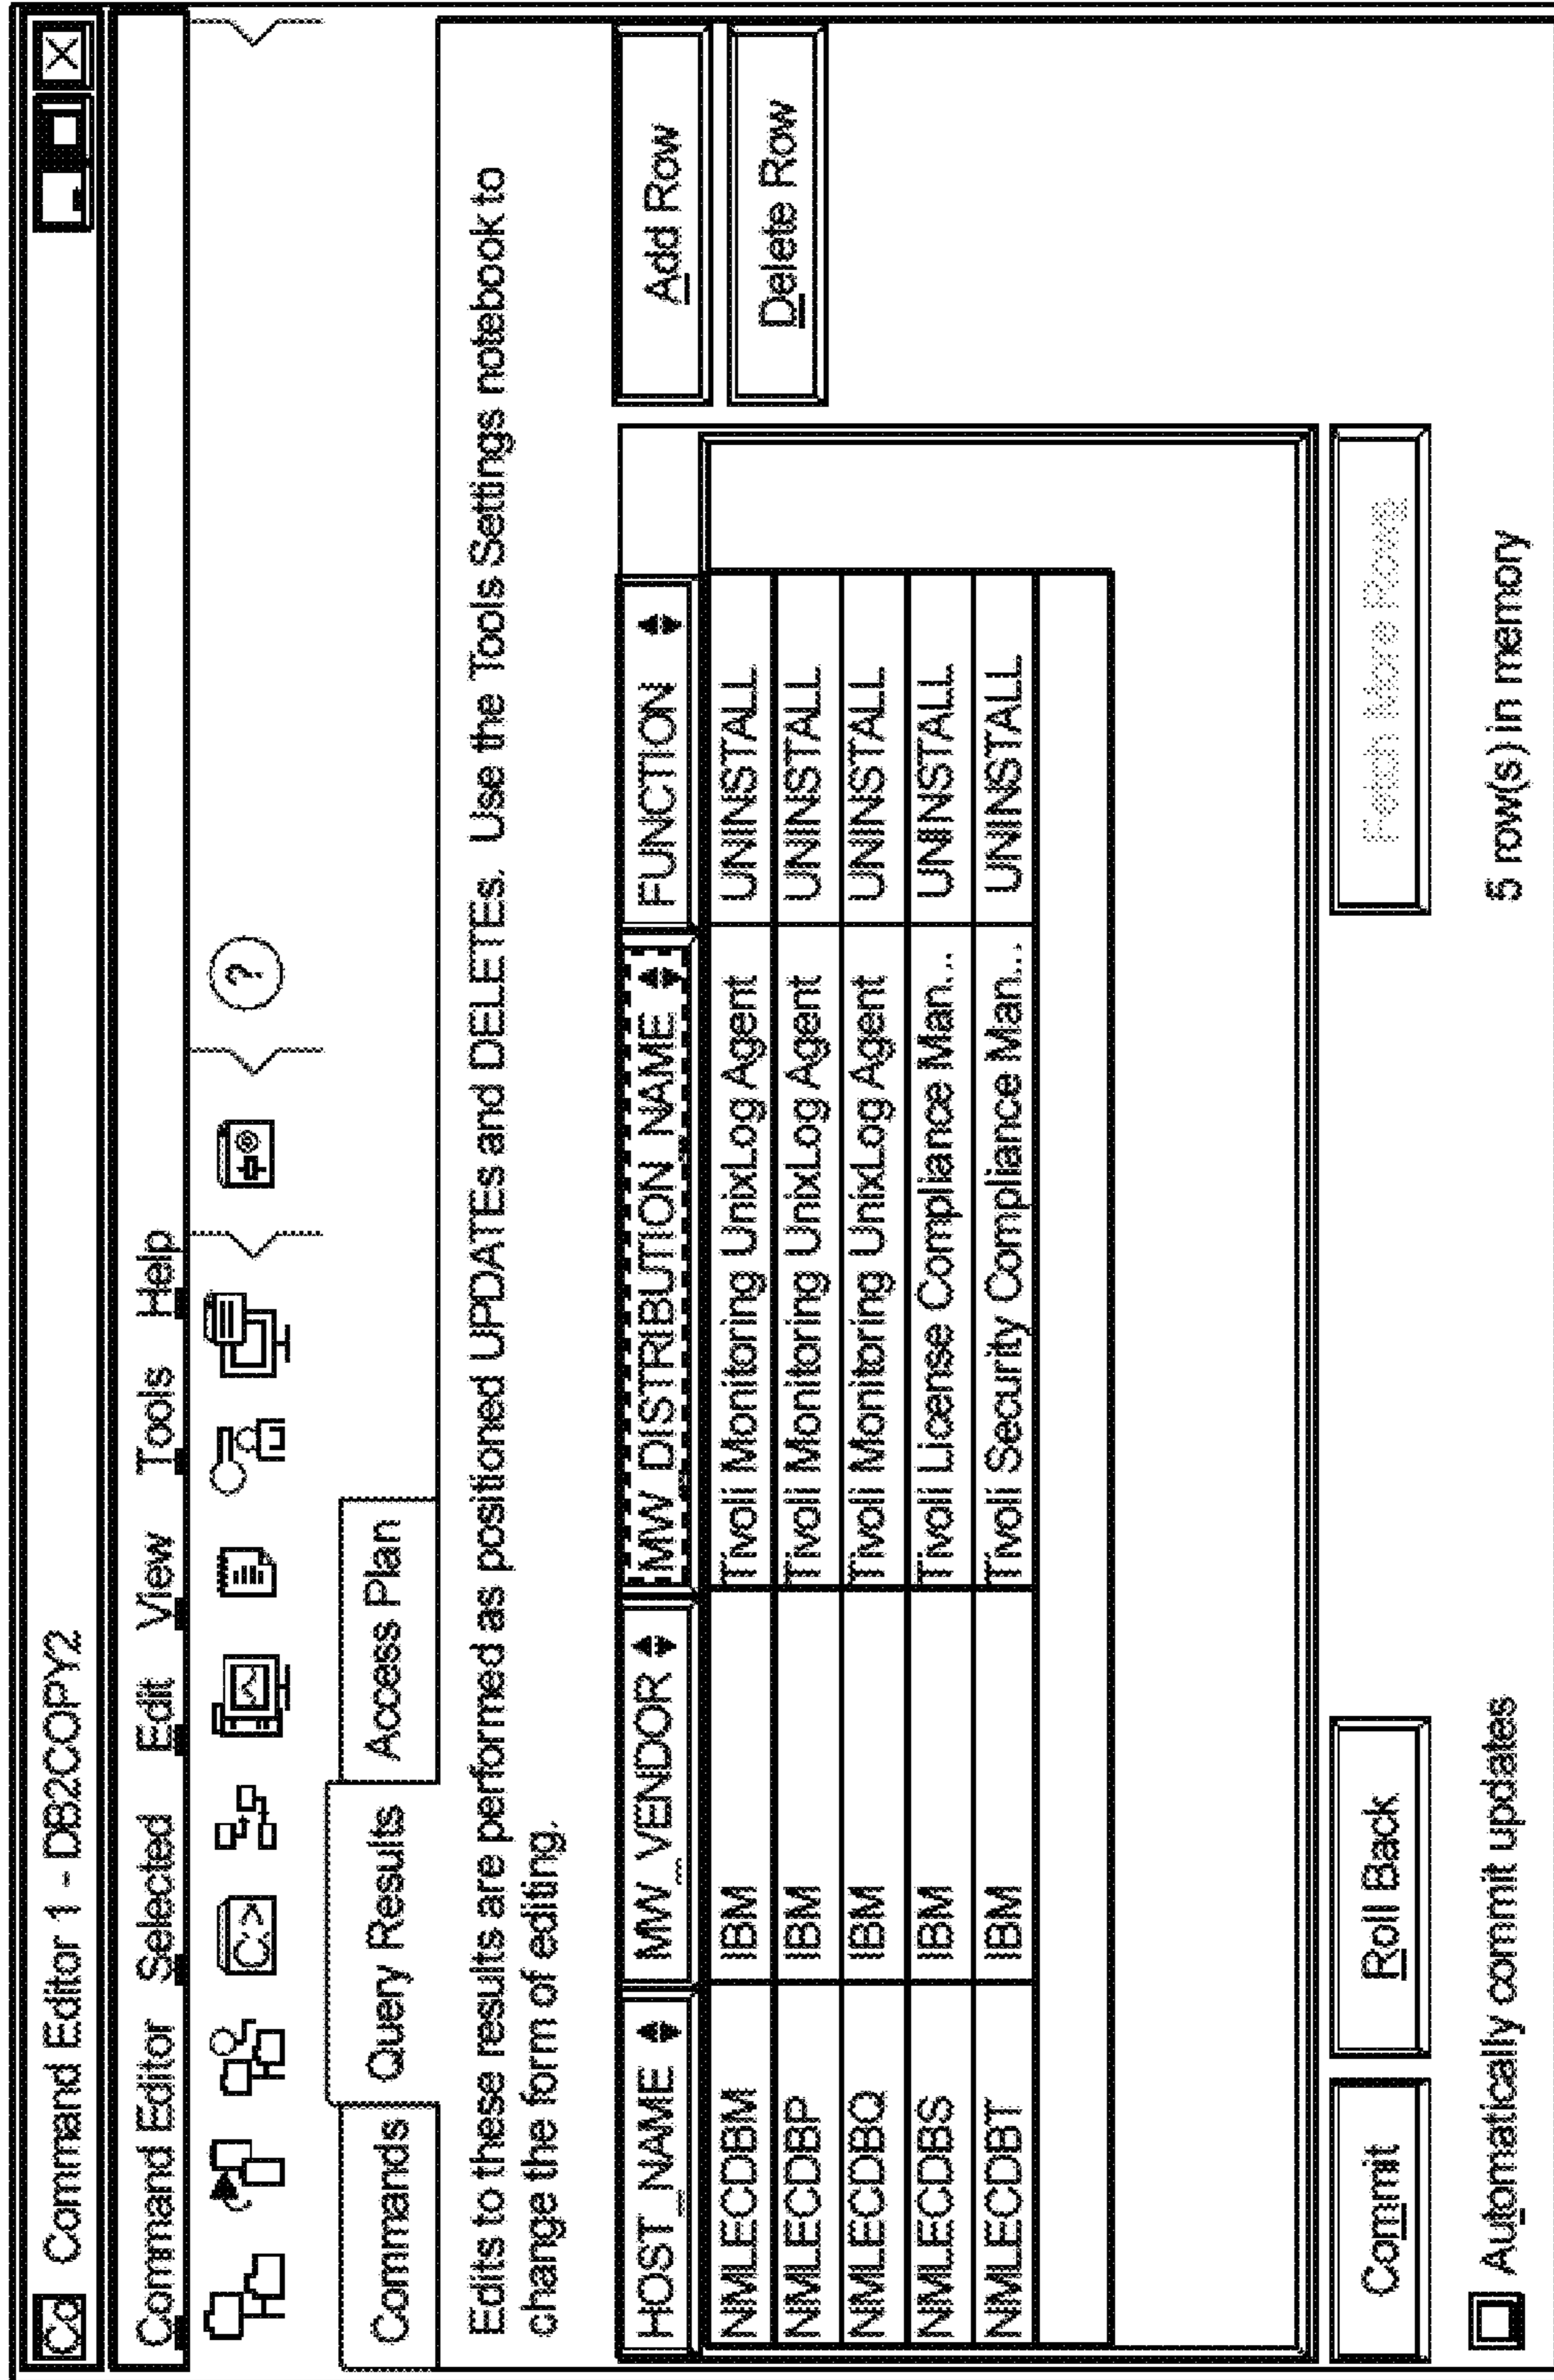 Co Command Editor 1 - DB2COPY2 X
Command Editor Selected Edit View Tools Help
C:> ?
Commands Query Results Access Plan
Edits to these results are performed as positioned UPDATEs and DELETEs. Use the Tools Settings notebook to
change the form of editing.
HOST_NAME MW_VENDOR MW DISTRIBUTION NAME FUNCTION
NMLECDBM IBM Tivoli Monitoring UnixLog Agent UNINSTALL
NMLECDBP IBM Tivoli Monitoring UnixLog Agent UNINSTALL
NMLECDBQ IBM Tivoli Monitoring UnixLog Agent UNINSTALL
NMLECDBS IBM Tivoli License Compliance Man... UNINSTALL
NMLECDBT IBM Tivoli Security Compliance Man... UNINSTALL
Add Row
Delete Row
Commit Roll Back Fetch More Rows
Automatically commit updates 5 row(s) in memory